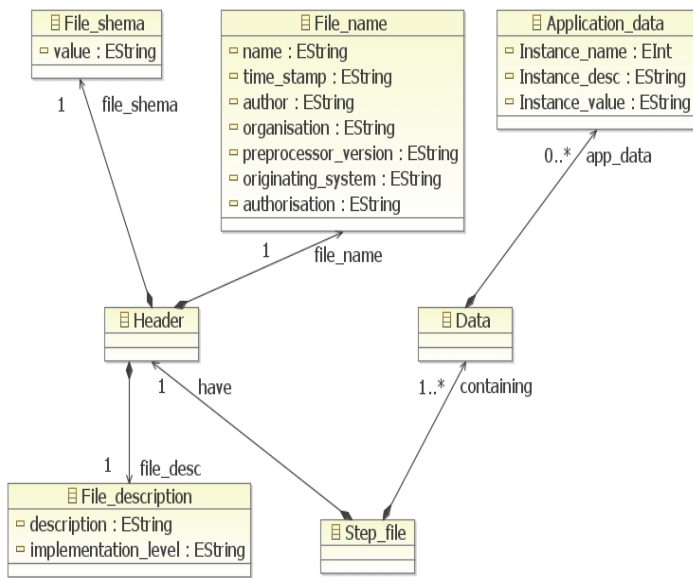 File_shema
value : EString
File_name
name : EString
time_stamp : EString
author : EString
organisation : EString
preprocessor_version : EString
originating_system : EString
authorisation : EString
Application_data
Instance_name : EInt
Instance_desc : EString
Instance_value : EString
1
file_shema
1
file_name
0..*
app_data
Header
Data
1
have
1..*
containing
1
file_desc
File_description
description : EString
implementation_level : EString
Step_file